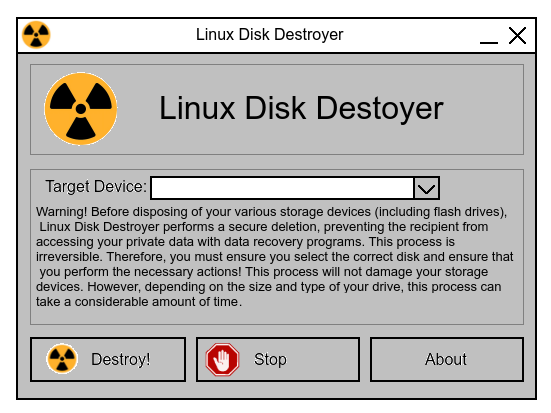 Linux Disk Destroyer
Linux Disk Destoyer
Target Device:
Warning! Before disposing of your various storage devices (including flash drives),
Linux Disk Destroyer performs a secure deletion, preventing the recipient from
accessing your private data with data recovery programs. This process is
irreversible. Therefore, you must ensure you select the correct disk and ensure that
you perform the necessary actions! This process will not damage your storage
devices. However, depending on the size and type of your drive, this process can
take a considerable amount of time.
Destroy!
Stop
About